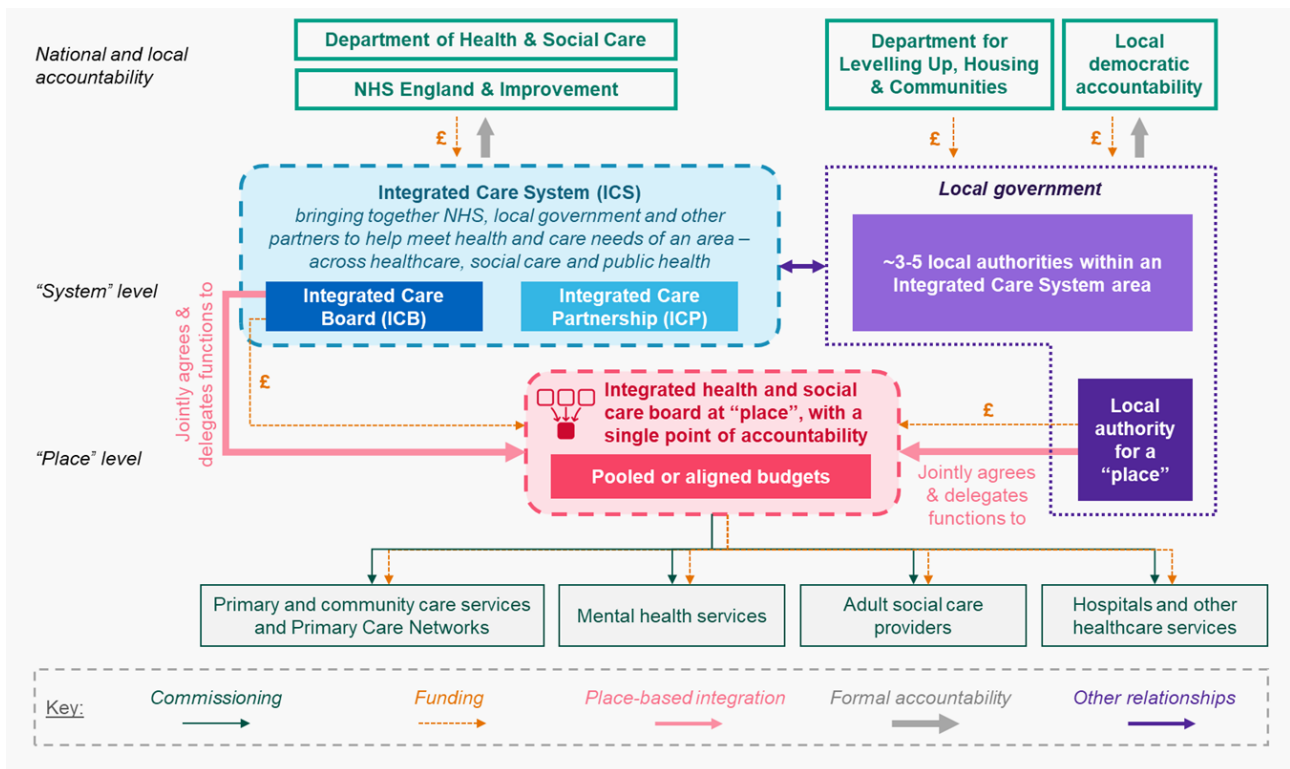 National and local
accountability
Department of Health & Social Care
NHS England & Improvement
Department for
Levelling Up, Housing
& Communities
Local
democratic
accountability
£
£
£
Integrated Care System (ICS)
bringing together NHS, local government and other
partners to help meet health and care needs of an area –
across healthcare, social care and public health
Local government
~3-5 local authorities within an
Integrated Care System area
“System” level
Integrated Care
Board (ICB)
Integrated Care
Partnership (ICP)
Jointly agrees &
delegates functions to
£
Integrated health and social
care board at “place”, with a
single point of accountability
Pooled or aligned budgets
£
Local
authority
for a
“place”
“Place” level
Jointly agrees
& delegates
functions to
Primary and community care services
and Primary Care Networks
Mental health services
Adult social care
providers
Hospitals and other
healthcare services
Key:
Commissioning
Funding
Place-based integration
Formal accountability
Other relationships